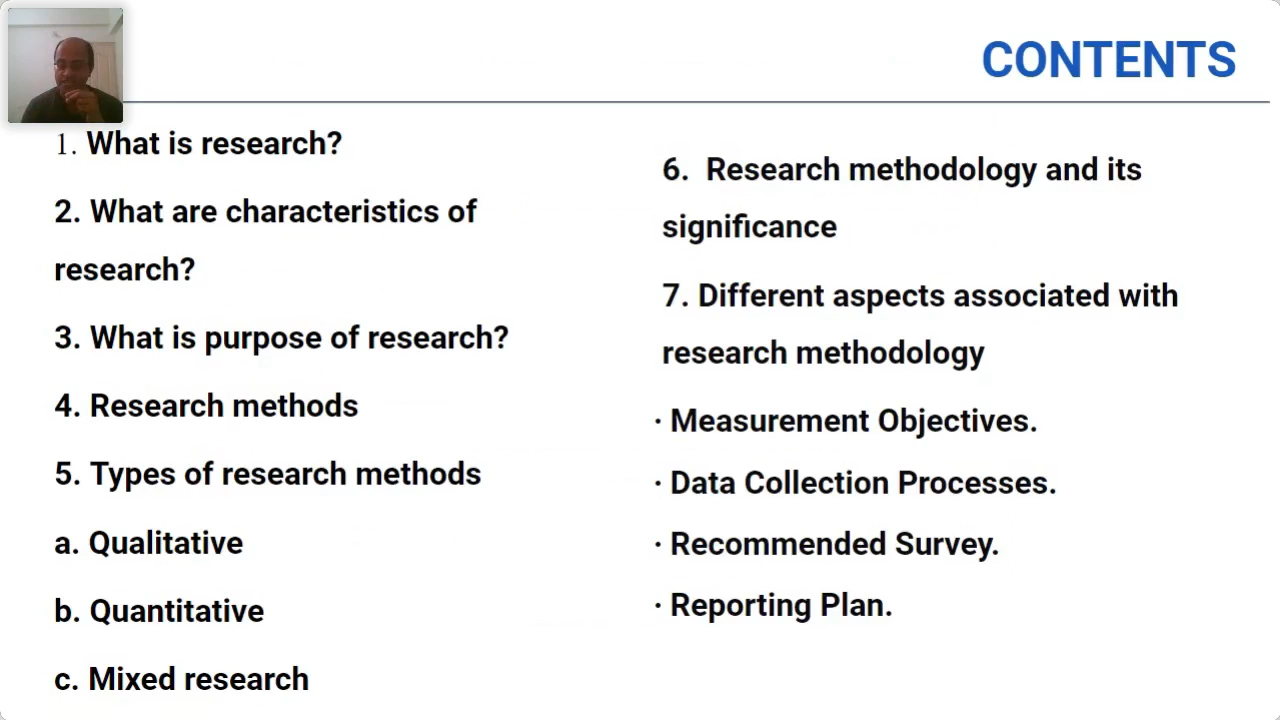 CONTENTS
1. What is research?
2. What are characteristics of
research?
3. What is purpose of research?
4. Research methods
5. Types of research methods
a. Qualitative
b. Quantitative
c. Mixed research
6. Research methodology and its
significance
7. Different aspects associated with
research methodology
· Measurement Objectives.
· Data Collection Processes.
· Recommended Survey.
· Reporting Plan.